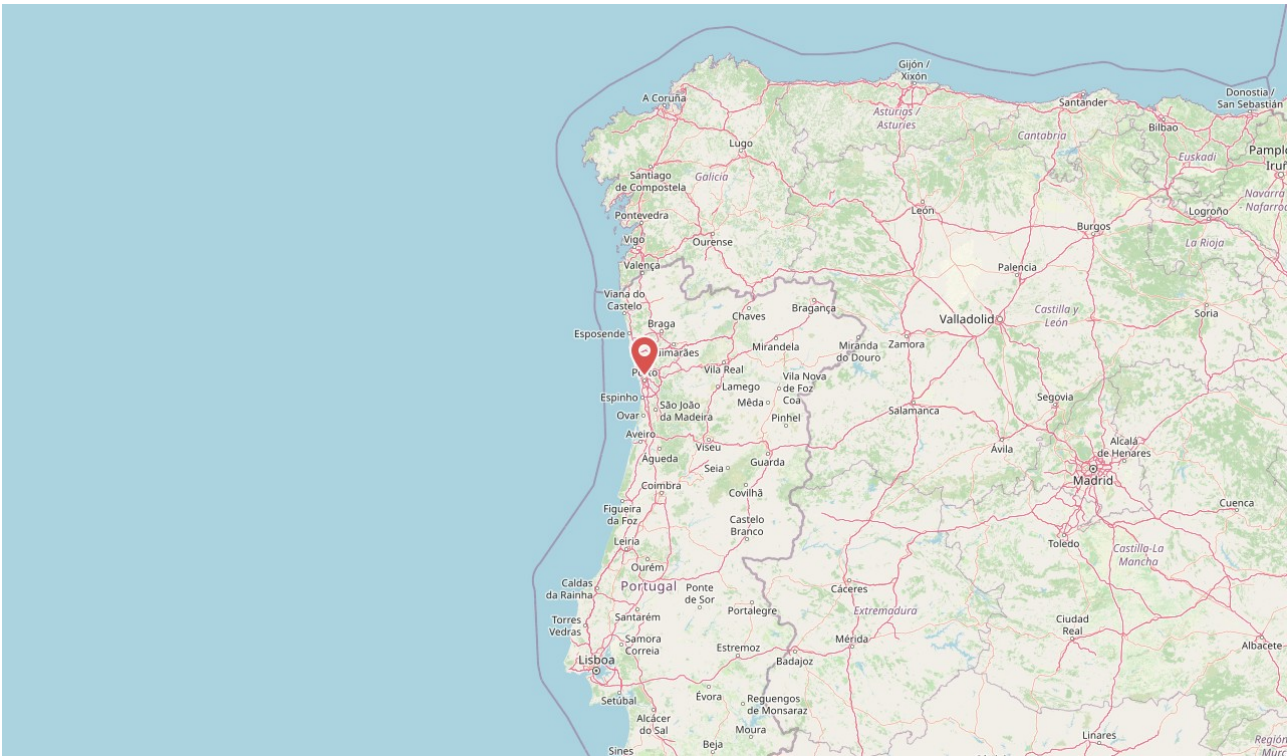 Gijón /
Xixón
A Coruña
Santander
Donostia /
San Sebastián
Asturias /
Asturies
Bilbao
Cantabria
Lugo
Euskadi
Santiago
de Compostela
Galicia
Navarra
- Nafarro
León
Logroño
Pontevedra
Burgos
Vigo
Ourense
La Rioja
Valença
Palencia
Viana do
Castelo
Bragança
Chaves
Castilla y
León
Soria
Valladolid
Esposende
Braga
Guimarães
Mirandela
Miranda
do Douro
Zamora
Vila Real
Vila Nova
de Foz
Coa
Lamego
Espinho
São João
da Madeira
Mêda
Segovia
Ovar
Pinhel
Salamanca
Aveiro
Viseu
Ávila
Alcalá
de Henares
Águeda
Seia
Guarda
Madrid
Coimbra
Covilhã
Cuenca
Figueira
da Foz
Castelo
Branco
Leiria
Toledo
Castilla-La
Mancha
Ourém
Caldas
da Rainha
Portugal
Ponte
de Sor
Cáceres
Santarém
Portalegre
Extremadura
Torres
Vedras
Ciudad
Real
Samora
Correia
Mérida
Albacete
Estremoz
Lisboa
Badajoz
Setúbal
Évora
Reguengos
de Monsaraz
Alcácer
do Sal
Moura
Linares
Beja
Sines
Región